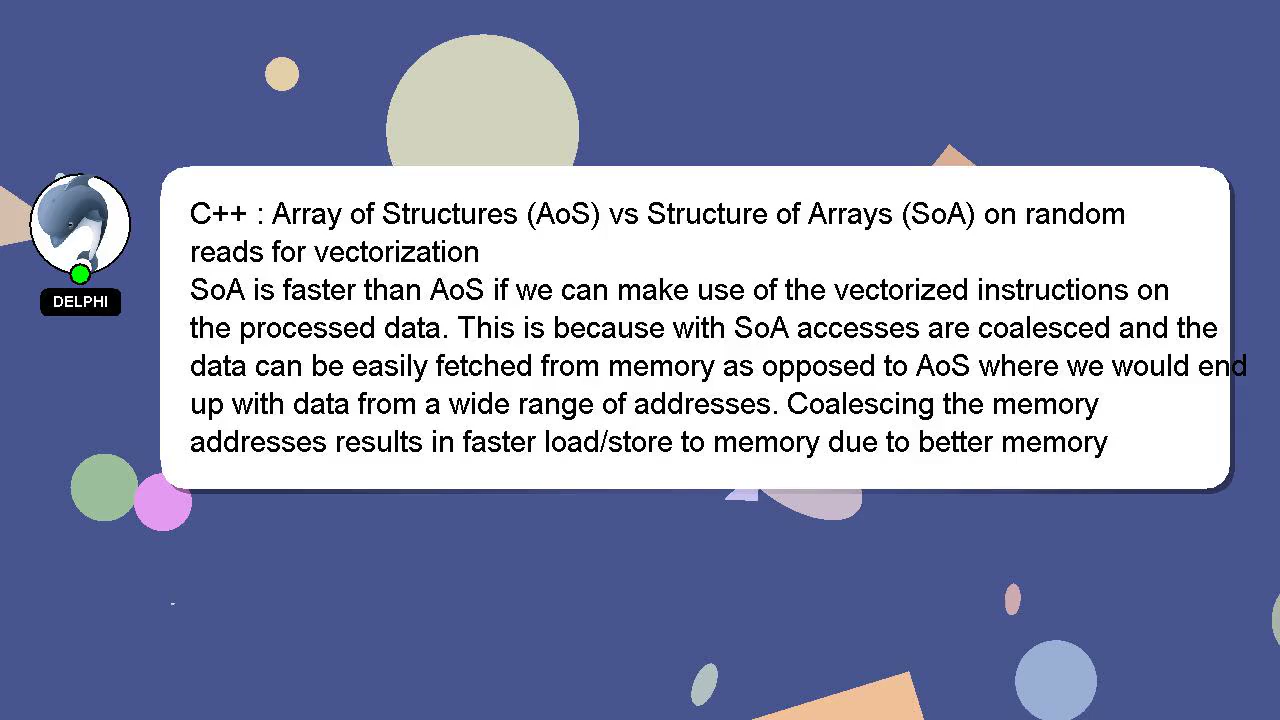 C++ : Array of Structures (AoS) vs Structure of Arrays (SoA) on random
reads for vectorization
SoA is faster than AoS if we can make use of the vectorized instructions on
the processed data. This is because with SoA accesses are coalesced and the
data can be easily fetched from memory as opposed to AoS where we would end
up with data from a wide range of addresses. Coalescing the memory
addresses results in faster load/store to memory due to better memory
DELPHI